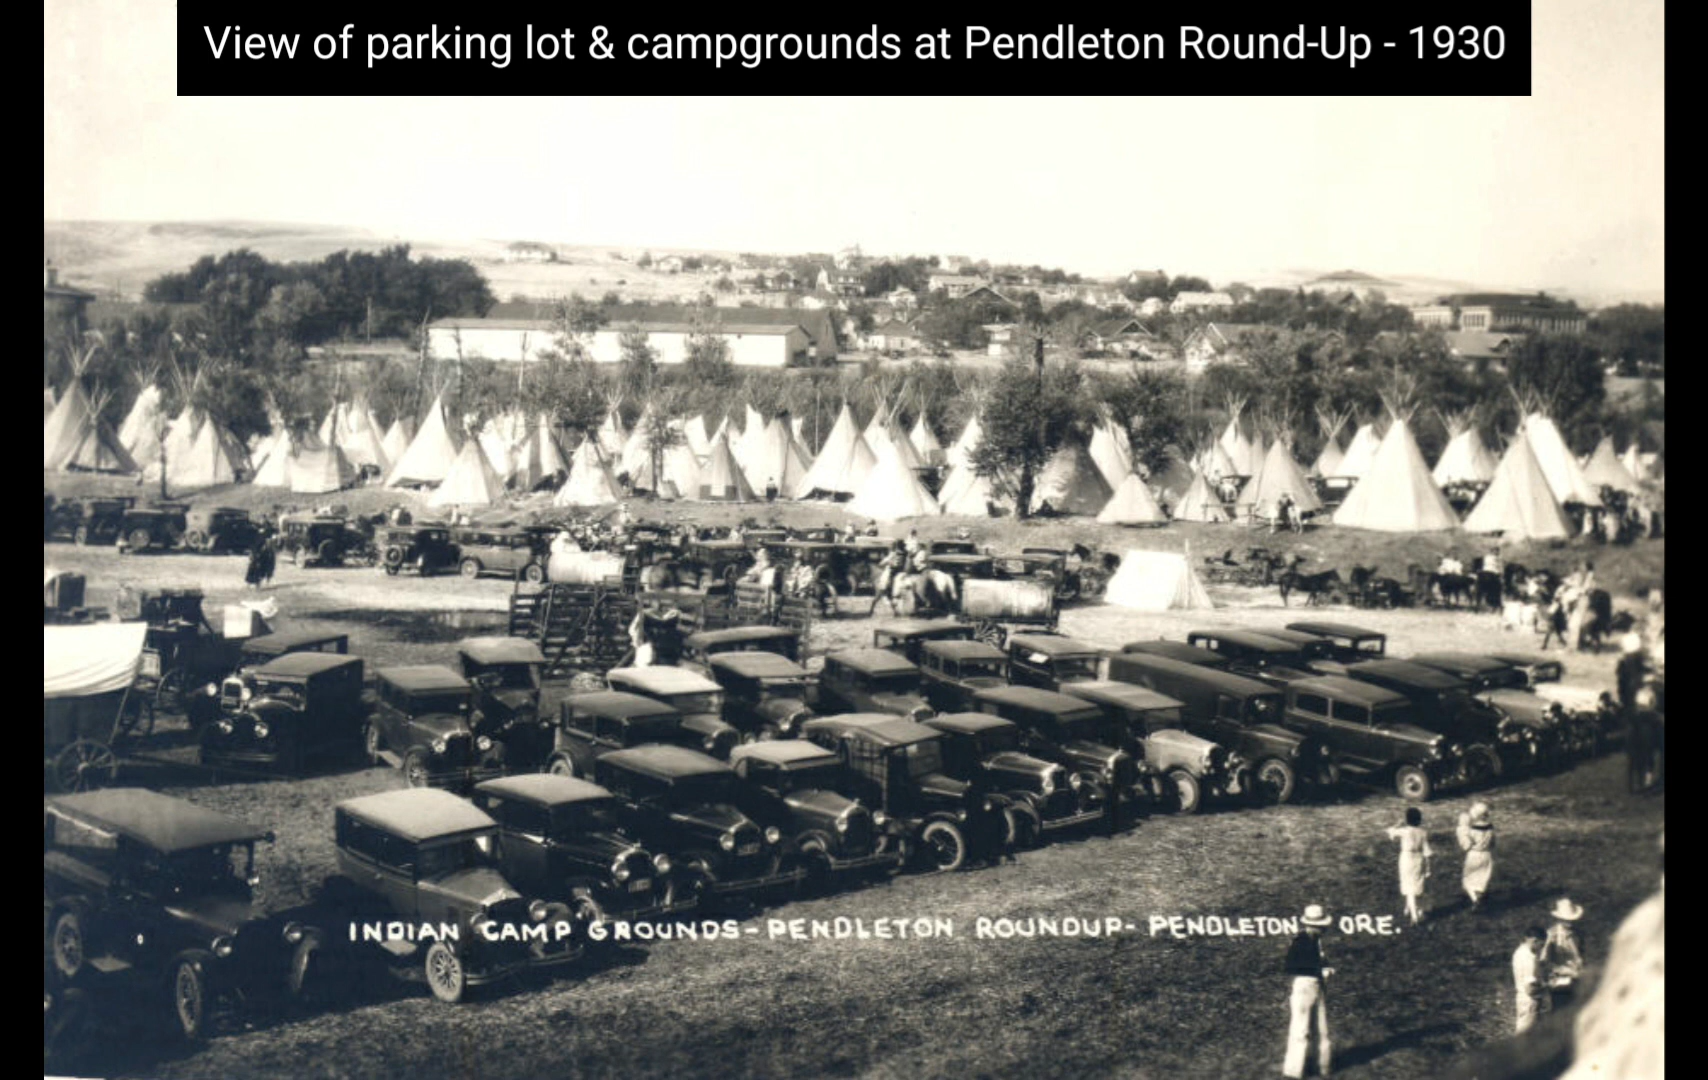 View of parking lot & campgrounds at Pendleton Round-Up - 1930
INDIAN CAMP GROUNDS - PENDLETON ROUNDUP - PENDLETON ORE.